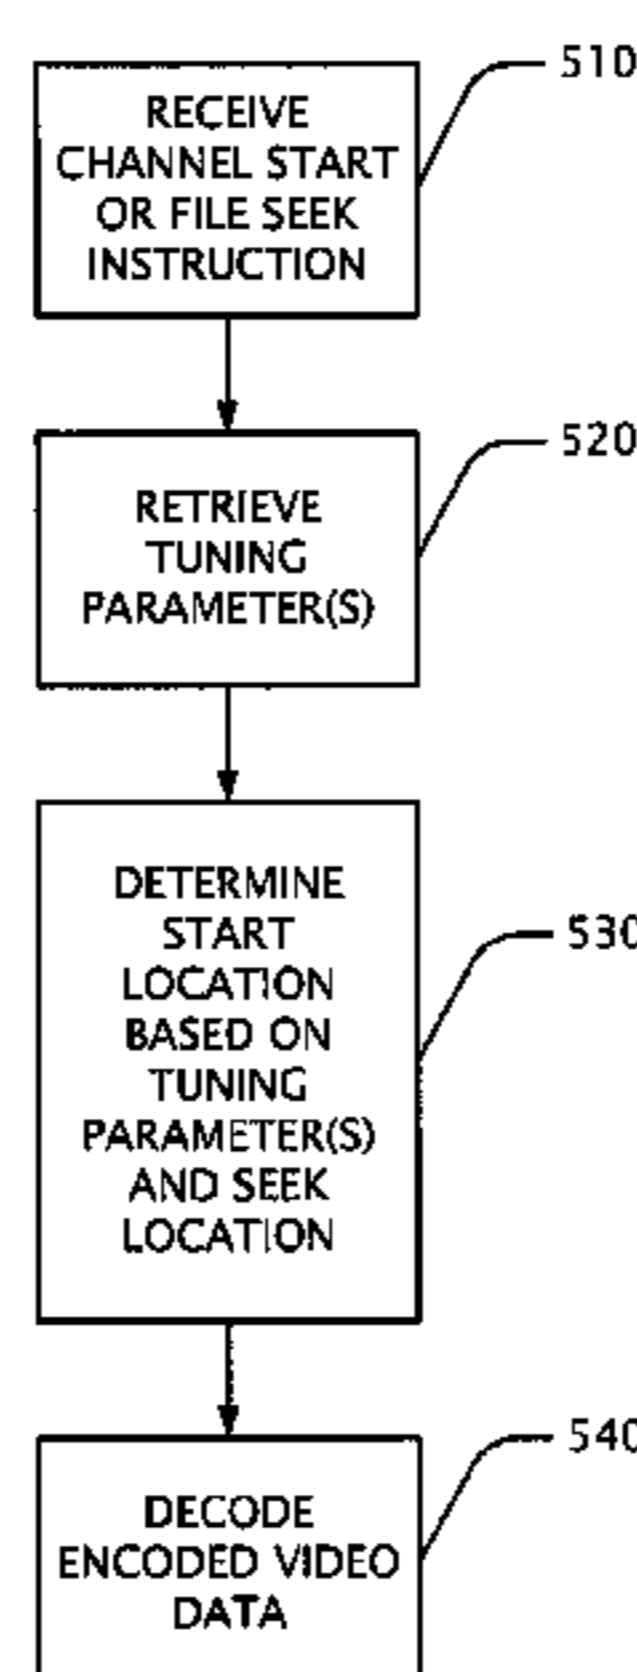 510
RECEIVE
CHANNEL START
OR FILE SEEK
INSTRUCTION
520
RETRIEVE
TUNING
PARAMETER(S)
530
DETERMINE
START
LOCATION
BASED ON
TUNING
PARAMETER(S)
AND SEEK
LOCATION
540
DECODE
ENCODED VIDEO
DATA